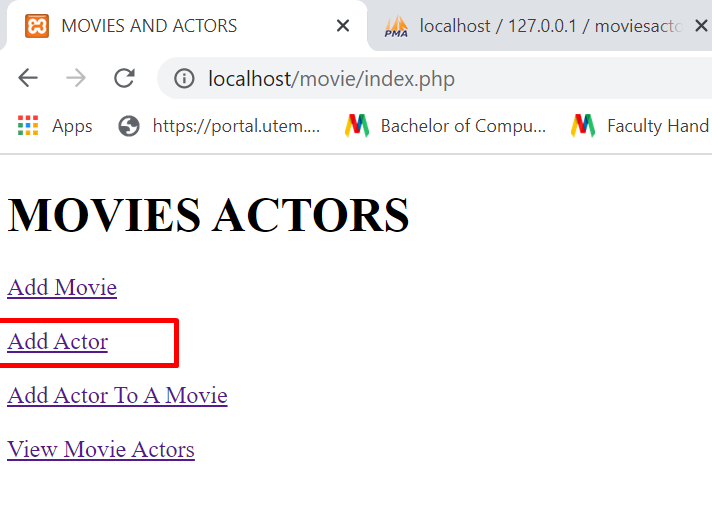 MOVIES AND ACTORS
PMA localhost / 127.0.0.1 / moviesacto
localhost/movie/index.php
Apps https://portal.utem.... Bachelor of Compu... Faculty Hand
MOVIES ACTORS
Add Movie
Add Actor
Add Actor To A Movie
View Movie Actors